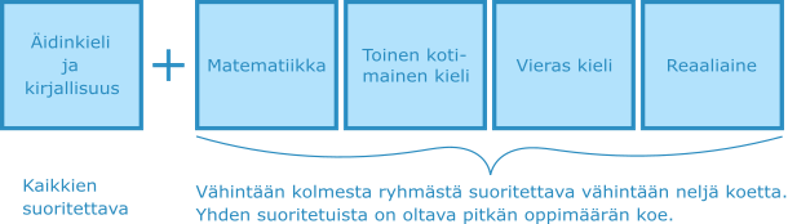 Äidinkieli
ja
kirjallisuus
+
Matematiikka
Toinen koti-
mainen kieli
Vieras kieli
Reaaliaine
Kaikkien
suoritettava
Vähintään kolmesta ryhmästä suoritettava vähintään neljä koetta.
Yhden suoritetuista on oltava pitkän oppimäärän koe.